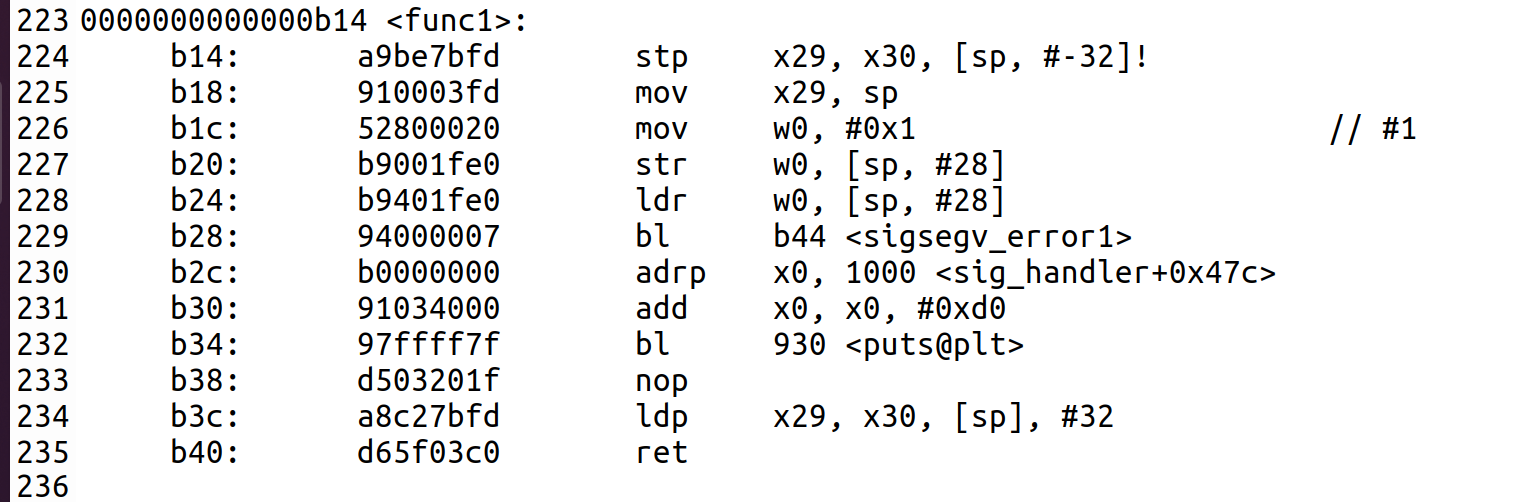 223 0000000000000b14 <func1>:
224 b14: a9be7bfd stp x29, x30, [sp, #-32]!
225 b18: 910003fd mov x29, sp
226 b1c: 52800020 mov w0, #0x1 // #1
227 b20: b9001fe0 str w0, [sp, #28]
228 b24: b9401fe0 ldr w0, [sp, #28]
229 b28: 94000007 bl b44 <sigsegv_error1>
230 b2c: b0000000 adrp x0, 1000 <sig_handler+0x47c>
231 b30: 91034000 add x0, x0, #0xd0
232 b34: 97ffff7f bl 930 <puts@plt>
233 b38: d503201f nop
234 b3c: a8c27bfd ldp x29, x30, [sp], #32
235 b40: d65f03c0 ret
236